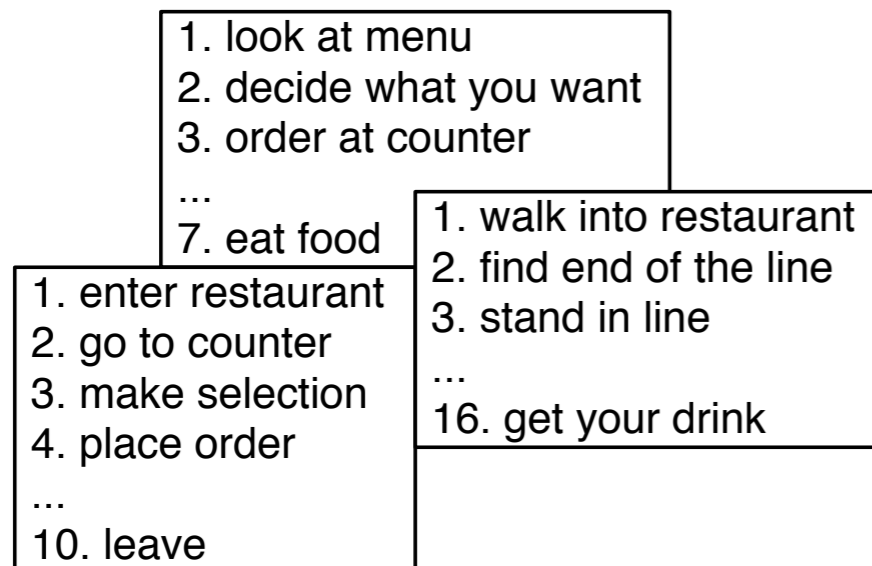 1. look at menu
2. decide what you want
3. order at counter
...
7. eat food
1. walk into restaurant
2. find end of the line
3. stand in line
...
16. get your drink
1. enter restaurant
2. go to counter
3. make selection
4. place order
...
10. leave